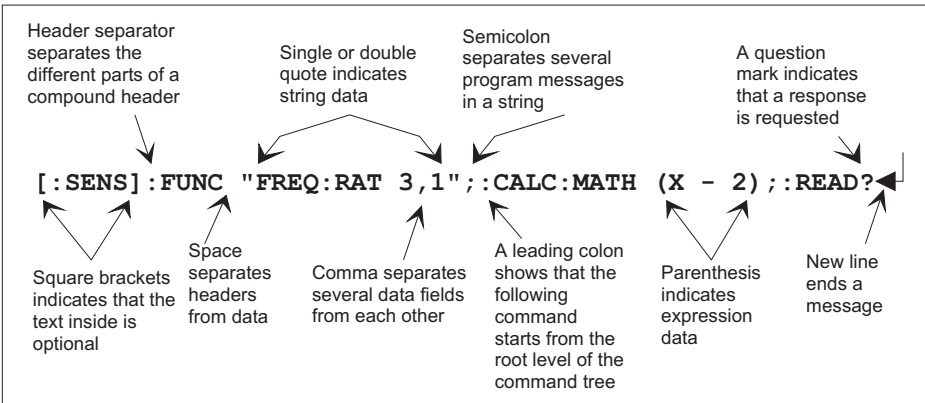 Header separator
separates the
different parts of a
compound header
Single or double
quote indicates
string data
Semicolon
separates several
program messages
in a string
A question
mark indicates
that a response
is requested
[:SENS]:FUNC "FREQ:RAT 3,1";:CALC:MATH (X - 2);:READ?
Square brackets
indicates that the
text inside is
optional
Space
separates
headers
from data
Comma separates
several data fields
from each other
A leading colon
shows that the
following
command
starts from the
root level of the
command tree
Parenthesis
indicates
expression
data
New line
ends a
message